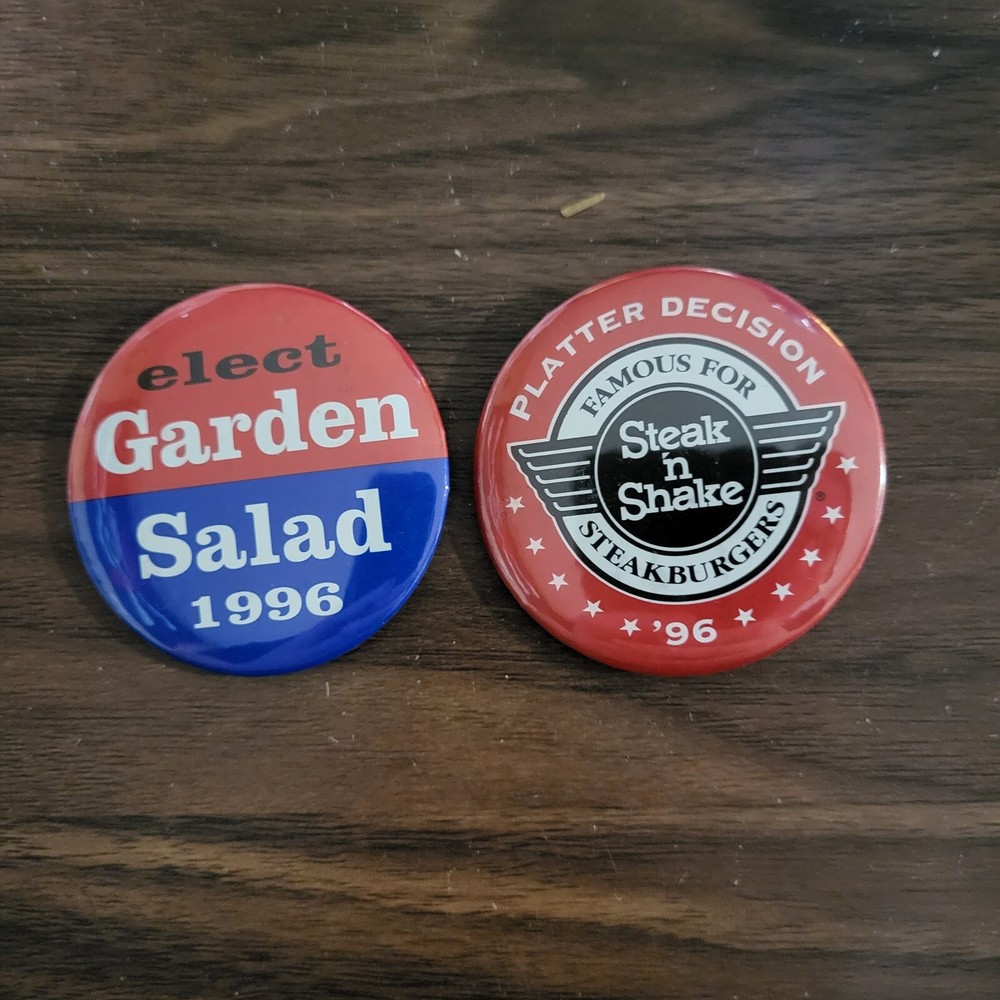 elect
Garden
Salad
1996
PLATTER DECISION
FAMOUS FOR
Steak
'n
Shake
STEAKBURGERS
®
'96